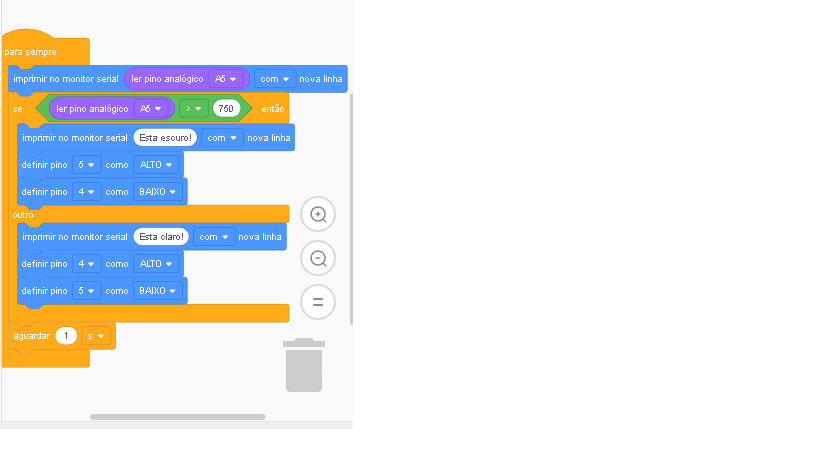 para sempre
imprimir no monitor serial ler pino analógico A5 com nova linha
se ler pino analógico A5 > 750 , então
imprimir no monitor serial Esta escuro! com nova linha
definir pino 5 como ALTO
definir pino 4 como BAIXO
outro
imprimir no monitor serial Esta claro! com nova linha
definir pino 4 como ALTO
definir pino 5 como BAIXO
aguardar 1 s